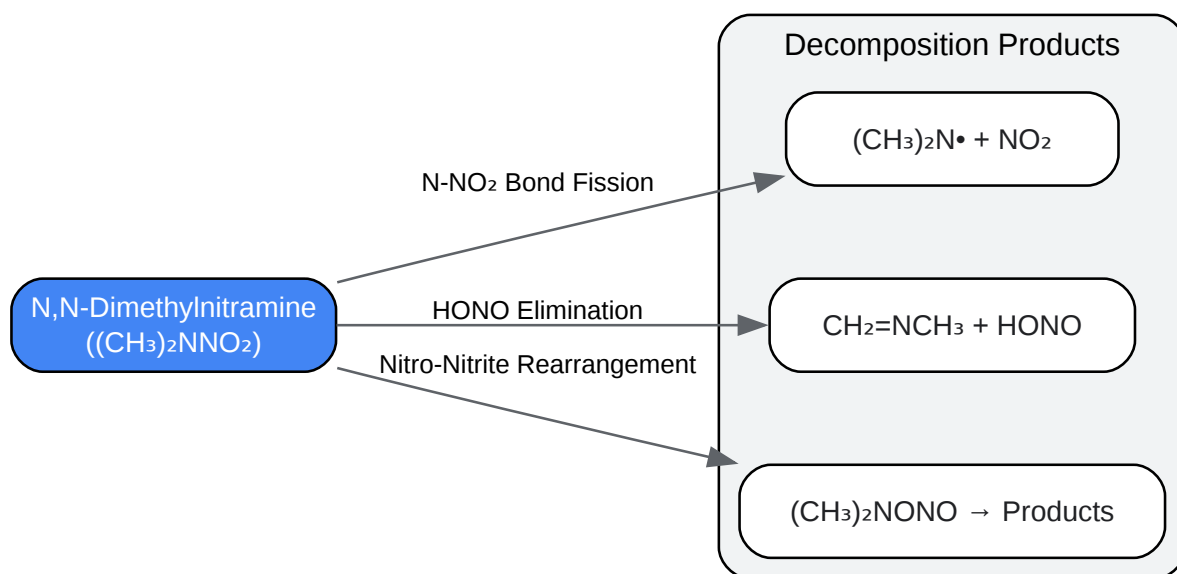 Decomposition Products
(CH₃)₂N• + NO₂
N-NO₂ Bond Fission
N,N-Dimethylnitramine
((CH₃)₂NNO₂)
HONO Elimination
CH₂=NCH₃ + HONO
Nitro-Nitrite Rearrangement
(CH₃)₂NONO → Products